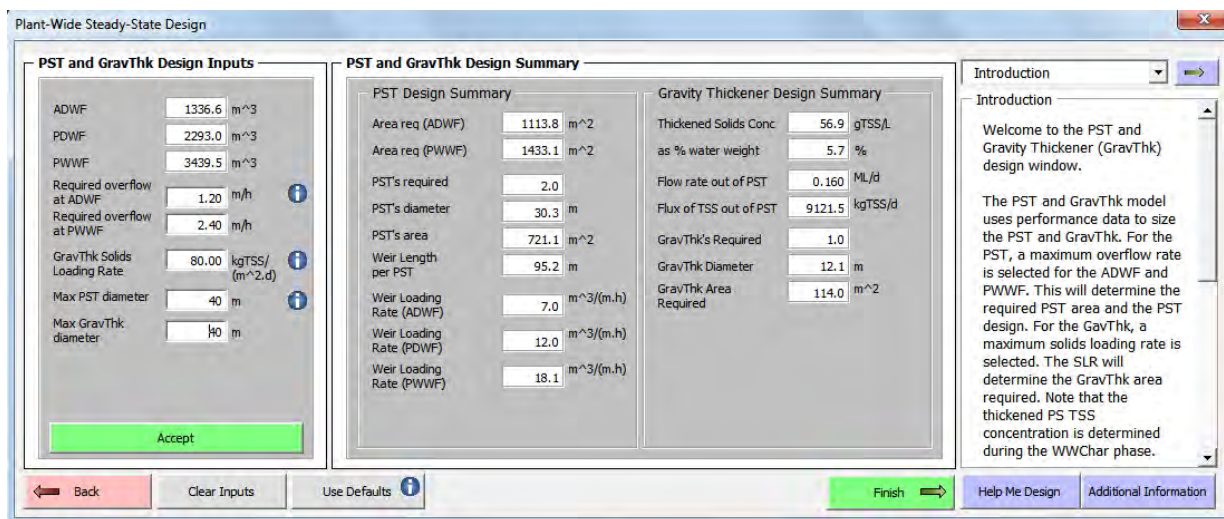 Plant-Wide Steady-State Design
x
PST and GravThk Design Inputs
ADWF 1336.6 m^3
PDWF 2293.0 m^3
PWWF 3439.5 m^3
Required overflow
at ADWF 1.20 m/h
Required overflow
at PWWF 2.40 m/h
GravThk Solids
Loading Rate 80.00 kgTSS/
(m^2.d)
Max PST diameter 40 m
Max GravThk
diameter 40 m
Accept
PST and GravThk Design Summary
PST Design Summary
Area req (ADWF) 1113.8 m^2
Area req (PWWF) 1433.1 m^2
PST's required 2.0
PST's diameter 30.3 m
PST's area 721.1 m^2
Weir Length
per PST 95.2 m
Weir Loading
Rate (ADWF) 7.0 m^3/(m.h)
Weir Loading
Rate (PDWF) 12.0 m^3/(m.h)
Weir Loading
Rate (PWWF) 18.1 m^3/(m.h)
Gravity Thickener Design Summary
Thickened Solids Conc 56.9 gTSS/L
as % water weight 5.7 %
Flow rate out of PST 0.160 ML/d
Flux of TSS out of PST 9121.5 kgTSS/d
GravThk's Required 1.0
GravThk Diameter 12.1 m
GravThk Area
Required 114.0 m^2
Introduction
Introduction
Welcome to the PST and
Gravity Thickener (GravThk)
design window.
The PST and GravThk model
uses performance data to size
the PST and GravThk. For the
PST, a maximum overflow rate
is selected for the ADWF and
PWWF. This will determine the
required PST area and the PST
design. For the GavThk, a
maximum solids loading rate is
selected. The SLR will
determine the GravThk area
required. Note that the
thickened PS TSS
concentration is determined
during the WWChar phase.
Back
Clear Inputs
Use Defaults i
Finish
Help Me Design
Additional Information